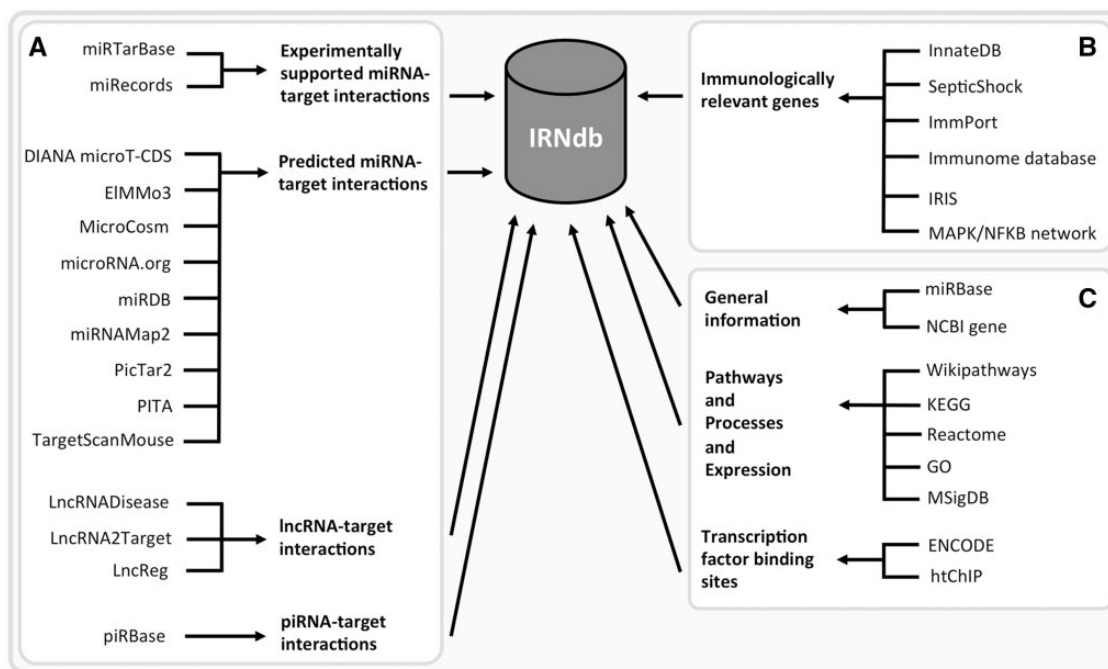 A
miRTarBase
miRecords
Experimentally
supported miRNA-
target interactions
DIANA microT-CDS
ElMMo3
MicroCosm
microRNA.org
miRDB
miRNAMap2
PicTar2
PITA
TargetScanMouse
Predicted miRNA-
target interactions
LncRNADisease
LncRNA2Target
LncReg
lncRNA-target
interactions
piRBase
piRNA-target
interactions
IRNdb
B
Immunologically
relevant genes
InnateDB
SepticShock
ImmPort
Immunome database
IRIS
MAPK/NFKB network
C
General
information
miRBase
NCBI gene
Pathways
and
Processes
and
Expression
Wikipathways
KEGG
Reactome
GO
MSigDB
Transcription
factor binding
sites
ENCODE
htChIP